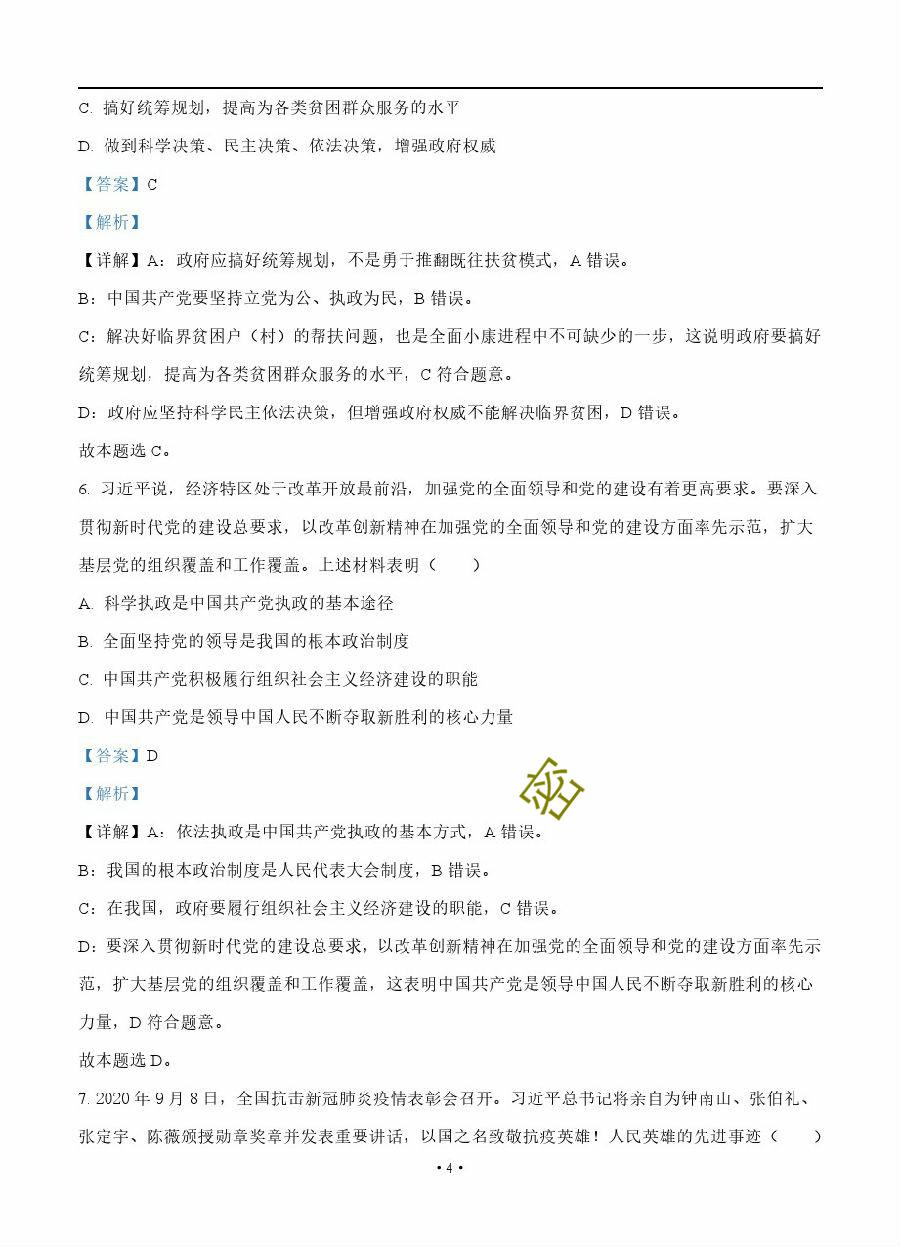 C. 搞好统筹规划，提高为各类贫困群众服务的水平
D. 做到科学决策、民主决策、依法决策，增强政府权威
【答案】C
【解析】
【详解】A：政府应搞好统筹规划，不是勇于推翻既往扶贫模式，A 错误。
B：中国共产党要坚持立党为公、执政为民，B 错误。
C：解决好临界贫困户（村）的帮扶问题，也是全面小康进程中不可缺少的一步，这说明政府要搞好
统筹规划，提高为各类贫困群众服务的水平，C 符合题意。
D：政府应坚持科学民主依法决策，但增强政府权威不能解决临界贫困，D 错误。
故本题选 C。
6. 习近平说，经济特区处于改革开放最前沿，加强党的全面领导和党的建设有着更高要求。要深入
贯彻新时代党的建设总要求，以改革创新精神在加强党的全面领导和党的建设方面率先示范，扩大
基层党的组织覆盖和工作覆盖。上述材料表明（　　）
A. 科学执政是中国共产党执政的基本途径
B. 全面坚持党的领导是我国的根本政治制度
C. 中国共产党积极履行组织社会主义经济建设的职能
D. 中国共产党是领导中国人民不断夺取新胜利的核心力量
【答案】D
【解析】
【详解】A：依法执政是中国共产党执政的基本方式，A 错误。
B：我国的根本政治制度是人民代表大会制度，B 错误。
C：在我国，政府要履行组织社会主义经济建设的职能，C 错误。
D：要深入贯彻新时代党的建设总要求，以改革创新精神在加强党的全面领导和党的建设方面率先示
范，扩大基层党的组织覆盖和工作覆盖，这表明中国共产党是领导中国人民不断夺取新胜利的核心
力量，D 符合题意。
故本题选 D。
7. 2020 年 9 月 8 日，全国抗击新冠肺炎疫情表彰会召开。习近平总书记将亲自为钟南山、张伯礼、
张定宇、陈薇颁授勋章奖章并发表重要讲话，以国之名致敬抗疫英雄！人民英雄的先进事迹（　　）
•4•